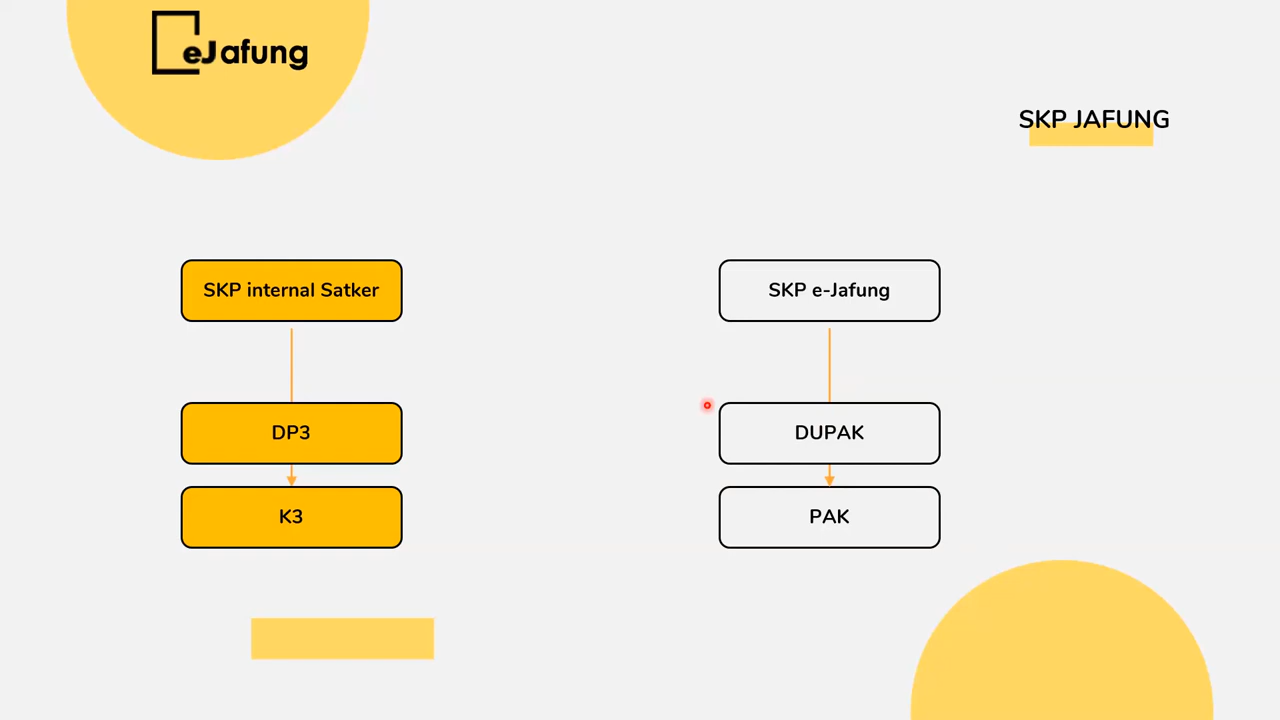 eJafung
SKP JAFUNG
SKP internal Satker
DP3
K3
SKP e-Jafung
DUPAK
PAK